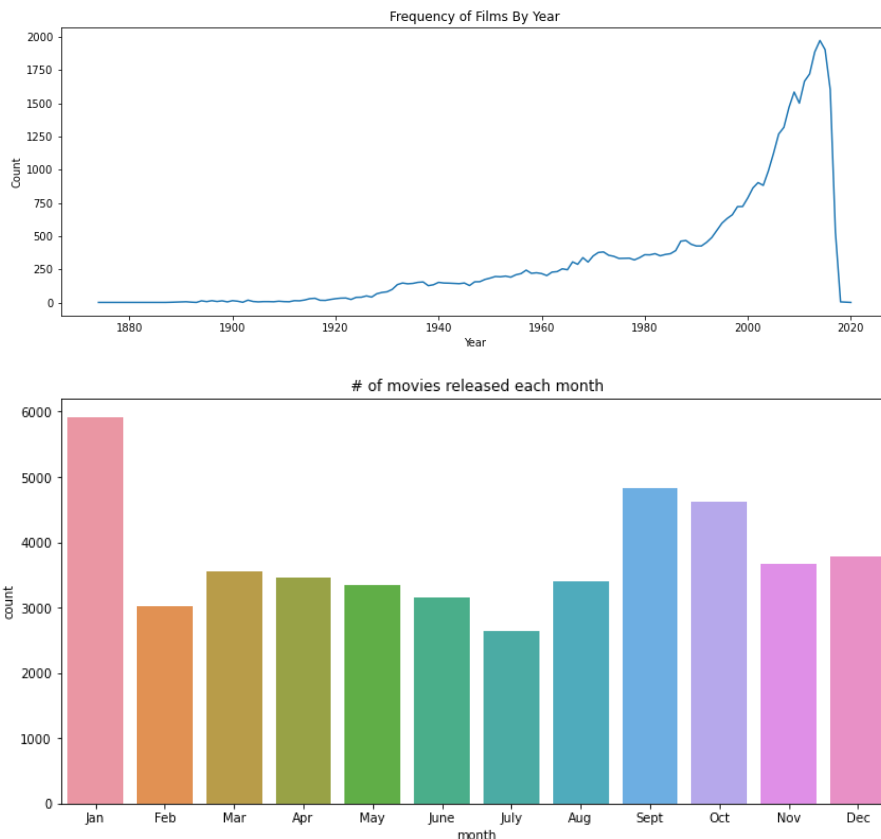 Frequency of Films By Year
2000
1750
1500
1250
Count
1000
750
500
250
0
1880 1900 1920 1940 1960 1980 2000 2020
Year
# of movies released each month
6000
5000
4000
count
3000
2000
1000
0
Jan Feb Mar Apr May June July Aug Sept Oct Nov Dec
month